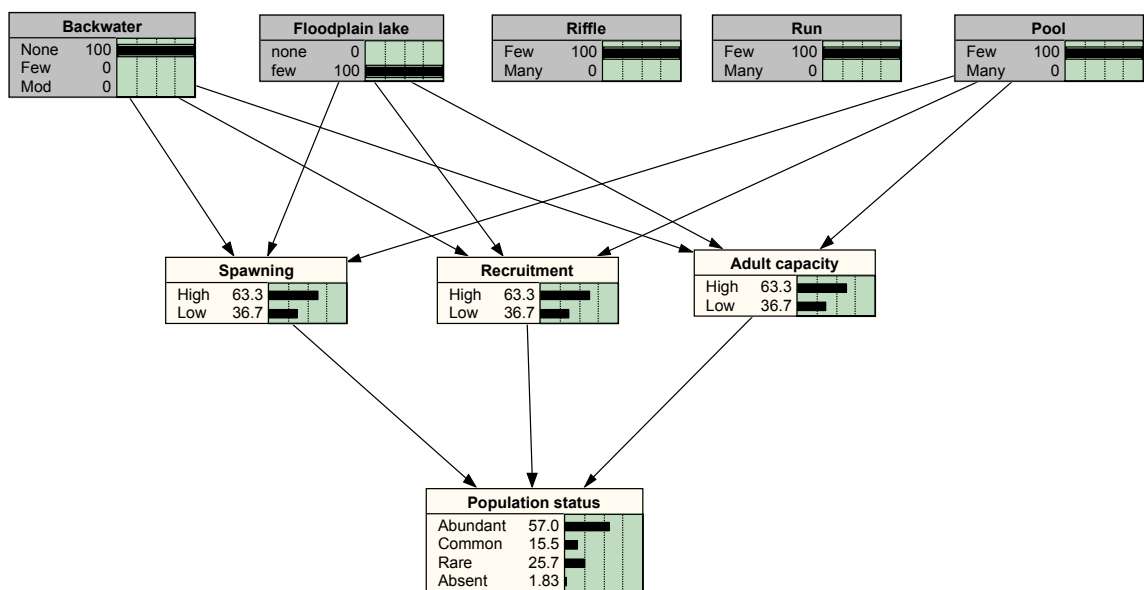 Backwater
None 100
Few 0
Mod 0
Floodplain lake
none 0
few 100
Riffle
Few 100
Many 0
Run
Few 100
Many 0
Pool
Few 100
Many 0
Spawning
High 63.3
Low 36.7
Recruitment
High 63.3
Low 36.7
Adult capacity
High 63.3
Low 36.7
Population status
Abundant 57.0
Common 15.5
Rare 25.7
Absent 1.83